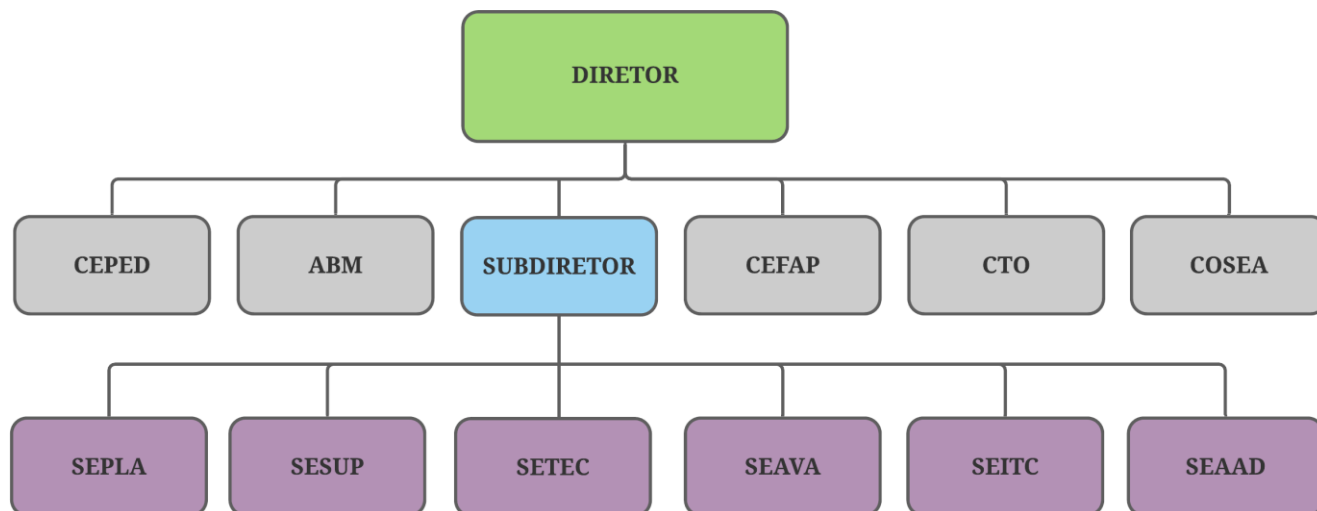 DIRETOR
CEPED
ABM
SUBDIRETOR
CEFAP
CTO
COSEA
SEPLA
SESUP
SETEC
SEAVA
SEITC
SEAAD